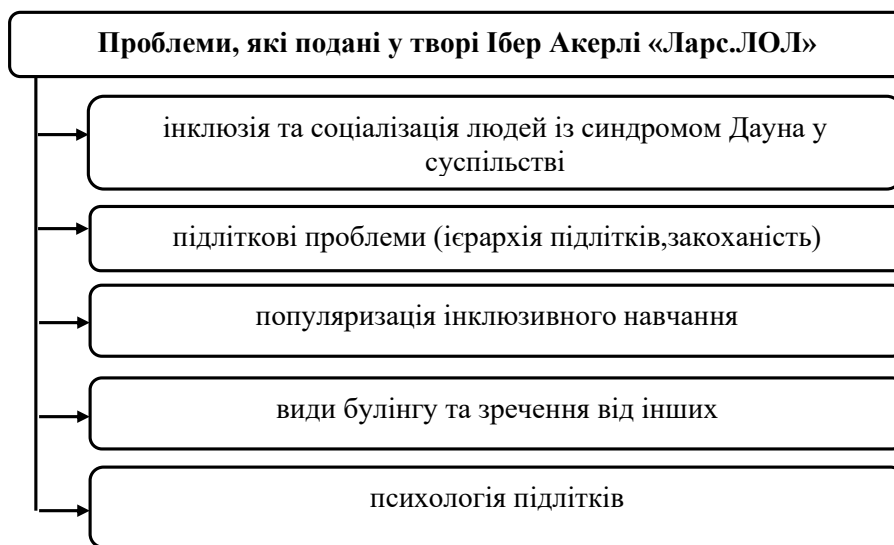 Проблеми, які подані у творі Ібер Акерлі «Ларс.ЛОЛ»
інклюзія та соціалізація людей із синдромом Дауна у
суспільстві
підліткові проблеми (ієрархія підлітків,закоханість)
популяризація інклюзивного навчання
види булінгу та зречення від інших
психологія підлітків